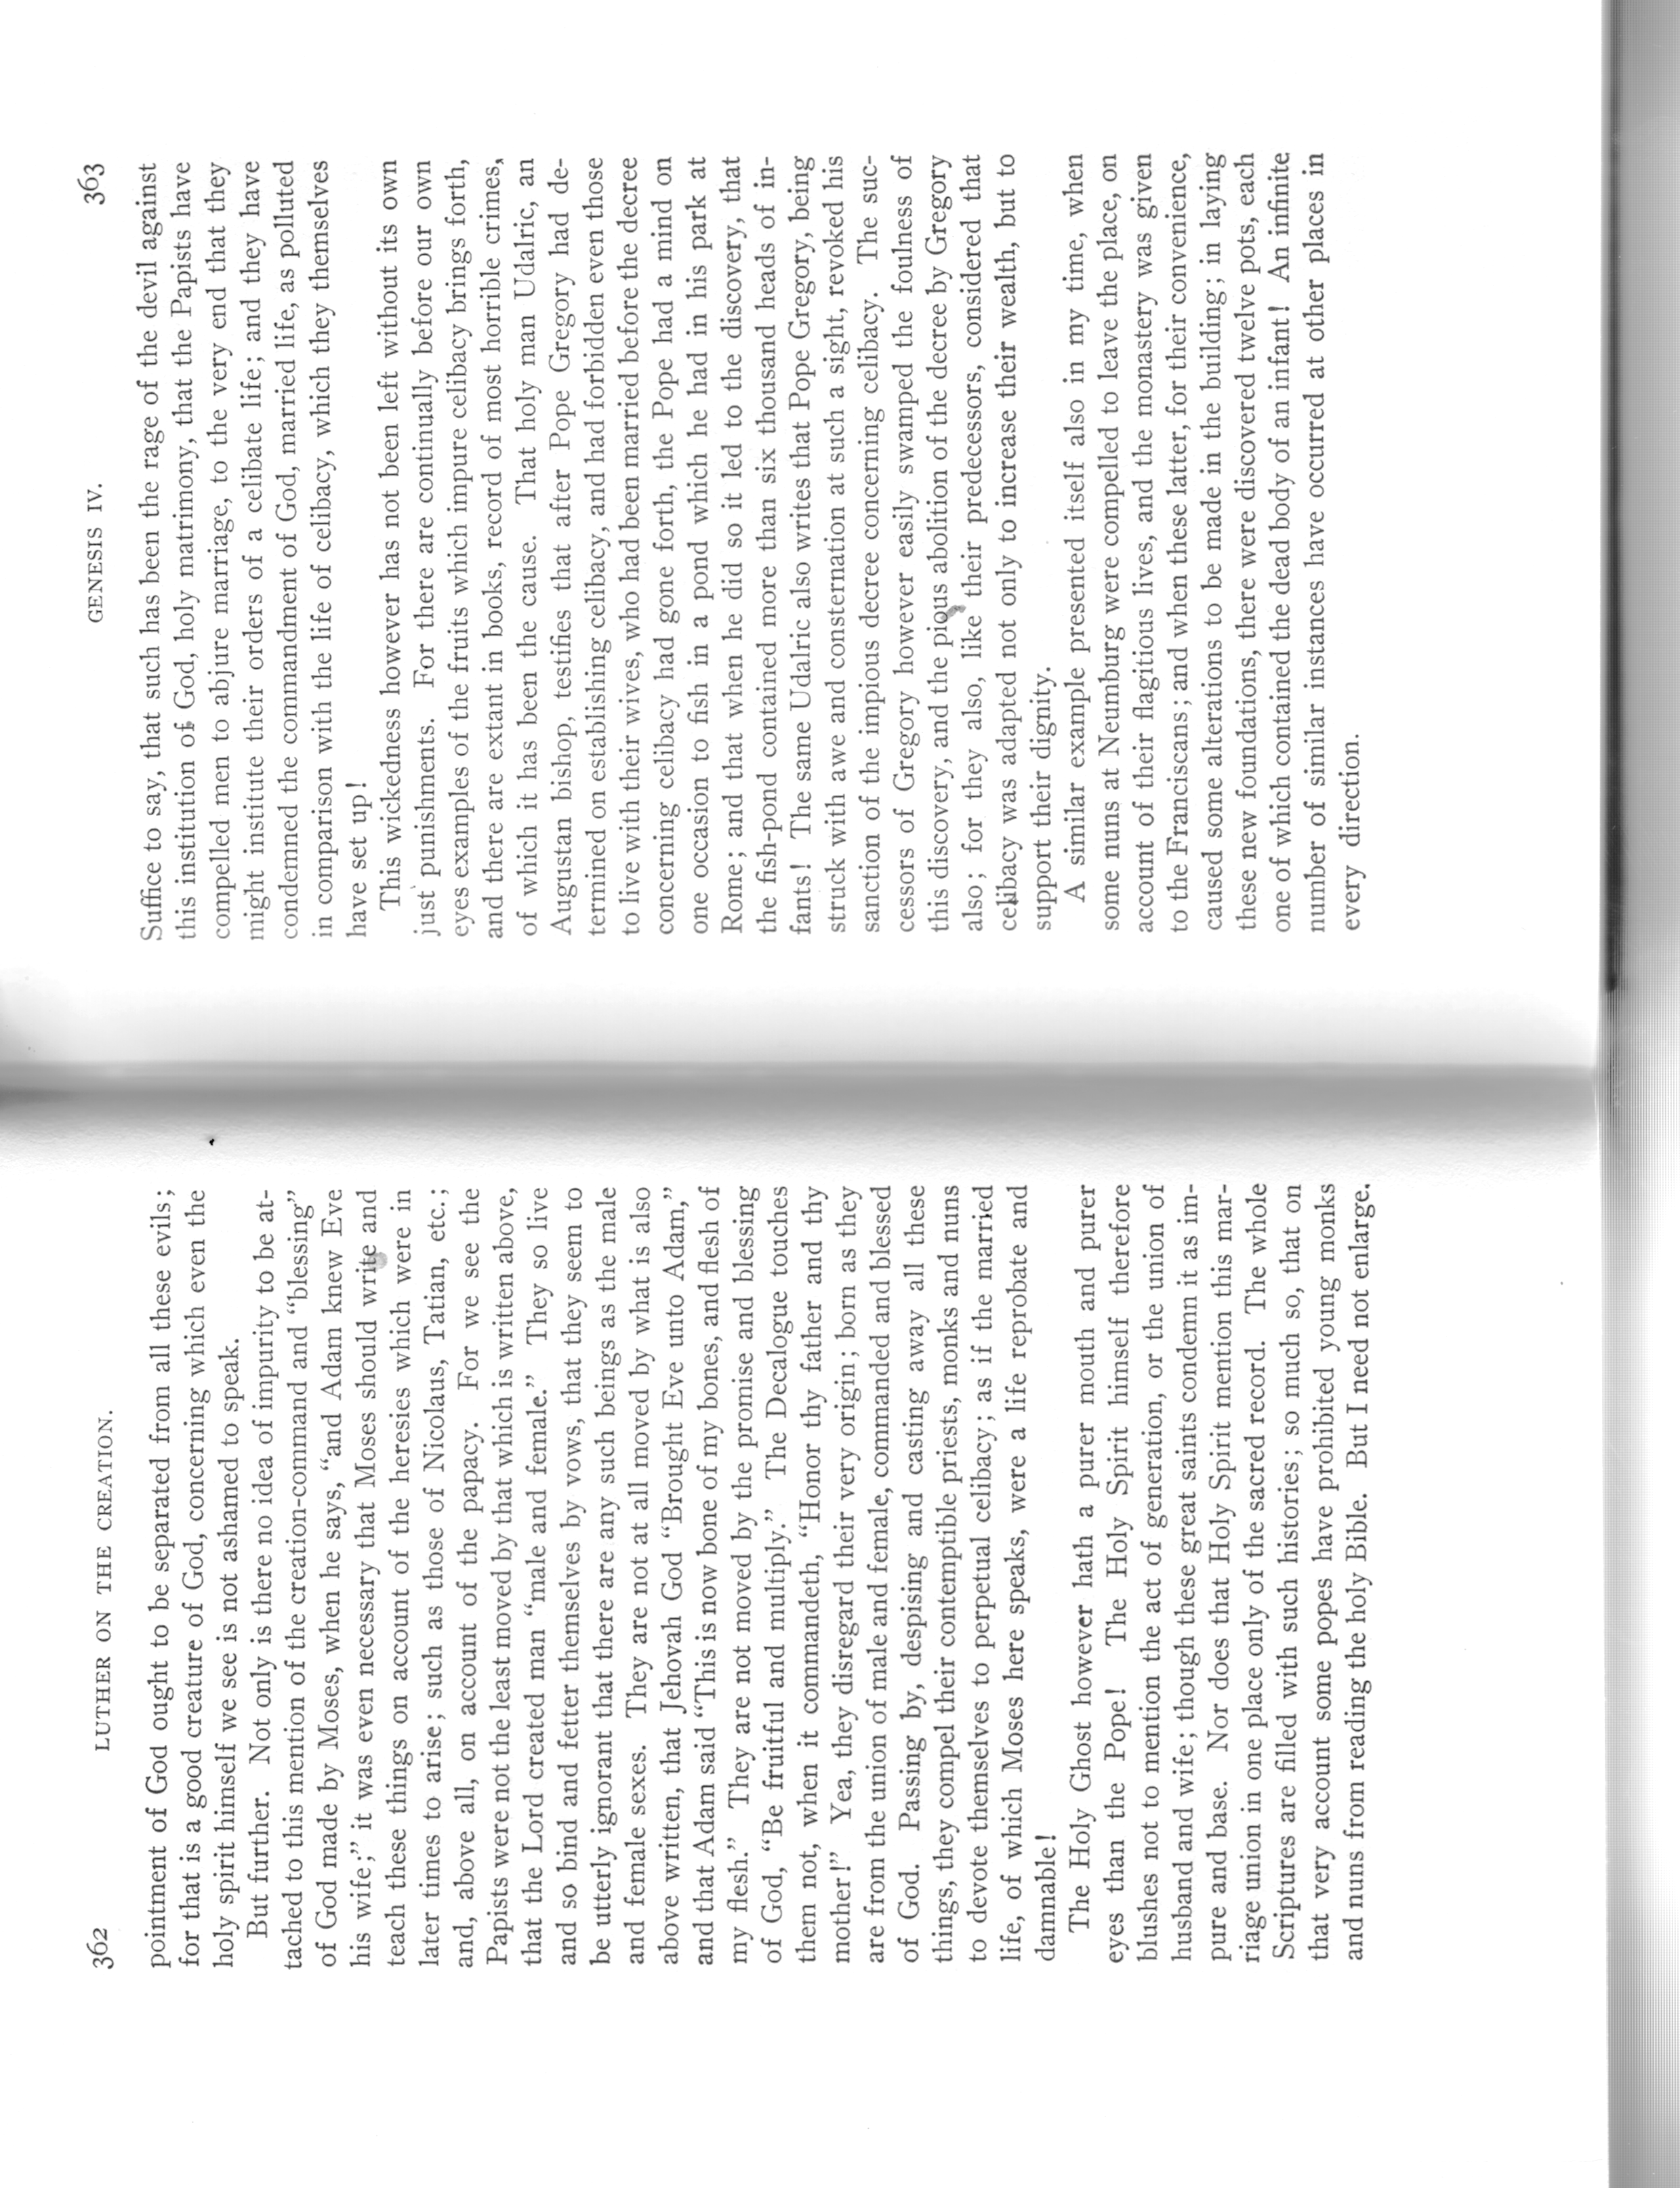 362 LUTHER ON THE CREATION.
pointment of God ought to be separated from all these evils;
for that is a good creature of God, concerning which even the
holy spirit himself we see is not ashamed to speak.
But further. Not only is there no idea of impurity to be at-
tached to this mention of the creation-command and “blessing”
of God made by Moses, when he says, “and Adam knew Eve
his wife;” it was even necessary that Moses should write and
teach these things on account of the heresies which were in
later times to arise; such as those of Nicolaus, Tatian, etc.;
and, above all, on account of the papacy. For we see the
Papists were not the least moved by that which is written above,
that the Lord created man “male and female.” They so live
and so bind and fetter themselves by vows, that they seem to
be utterly ignorant that there are any such beings as the male
and female sexes. They are not at all moved by what is also
above written, that Jehovah God “Brought Eve unto Adam,”
and that Adam said “This is now bone of my bones, and flesh of
my flesh.” They are not moved by the promise and blessing
of God, “Be fruitful and multiply.” The Decalogue touches
them not, when it commandeth, “Honor thy father and thy
mother!” Yea, they disregard their very origin; born as they
are from the union of male and female, commanded and blessed
of God. Passing by, despising and casting away all these
things, they compel their contemptible priests, monks and nuns
to devote themselves to perpetual celibacy; as if the married
life, of which Moses here speaks, were a life reprobate and
damnable!
The Holy Ghost however hath a purer mouth and purer
eyes than the Pope! The Holy Spirit himself therefore
blushes not to mention the act of generation, or the union of
husband and wife; though these great saints condemn it as im-
pure and base. Nor does that Holy Spirit mention this mar-
riage union in one place only of the sacred record. The whole
Scriptures are filled with such histories; so much so, that on
that very account some popes have prohibited young monks
and nuns from reading the holy Bible. But I need not enlarge.
GENESIS IV. 363
Suffice to say, that such has been the rage of the devil against
this institution of God, holy matrimony, that the Papists have
compelled men to abjure marriage, to the very end that they
might institute their orders of a celibate life; and they have
condemned the commandment of God, married life, as polluted
in comparison with the life of celibacy, which they themselves
have set up!
This wickedness however has not been left without its own
just punishments. For there are continually before our own
eyes examples of the fruits which impure celibacy brings forth,
and there are extant in books, record of most horrible crimes,
of which it has been the cause. That holy man Udalric, an
Augustan bishop, testifies that after Pope Gregory had de-
termined on establishing celibacy, and had forbidden even those
to live with their wives, who had been married before the decree
concerning celibacy had gone forth, the Pope had a mind on
one occasion to fish in a pond which he had in his park at
Rome; and that when he did so it led to the discovery, that
the fish-pond contained more than six thousand heads of in-
fants! The same Udalric also writes that Pope Gregory, being
struck with awe and consternation at such a sight, revoked his
sanction of the impious decree concerning celibacy. The suc-
cessors of Gregory however easily swamped the foulness of
this discovery, and the pious abolition of the decree by Gregory
also; for they also, like their predecessors, considered that
celibacy was adapted not only to increase their wealth, but to
support their dignity.
A similar example presented itself also in my time, when
some nuns at Neumburg were compelled to leave the place, on
account of their flagitious lives, and the monastery was given
to the Franciscans; and when these latter, for their convenience,
caused some alterations to be made in the building; in laying
these new foundations, there were discovered twelve pots, each
one of which contained the dead body of an infant! An infinite
number of similar instances have occurred at other places in
every direction.